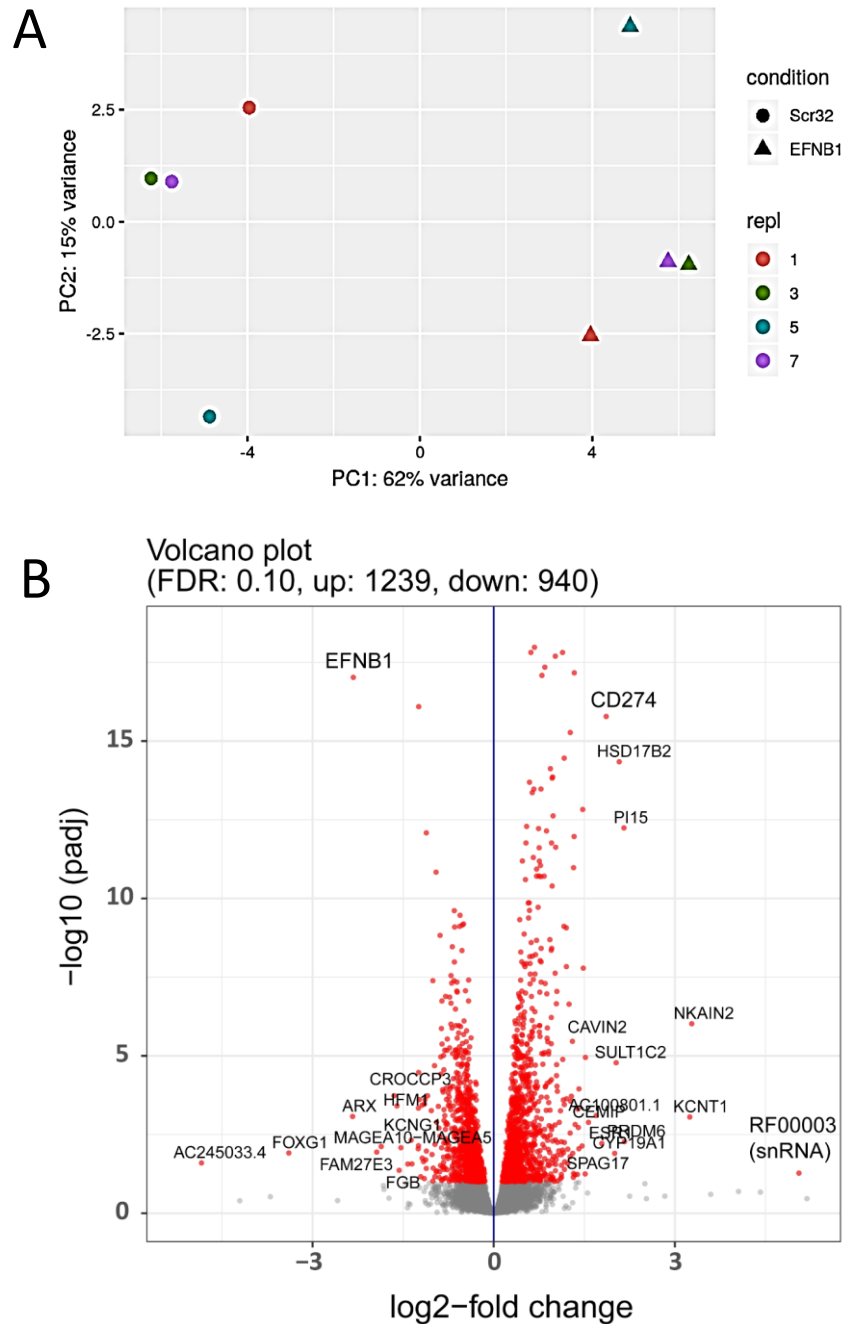 A
condition
Scr32
EFNB1
repl
1
3
5
7
2.5
0.0
-2.5
PC2: 15% variance
-4
0
4
PC1: 62% variance
B
Volcano plot
(FDR: 0.10, up: 1239, down: 940)
EFNB1
CD274
HSD17B2
PI15
NKAIN2
CAVIN2
SULT1C2
CROCCP3
HFM1
ARX
AC100801.1
CEMIP
KCNT1
KCNG1
ESR1
PRDM6
RF00003
(snRNA)
MAGEA10−MAGEA5
CYP19A1
FOXG1
AC245033.4
FAM27E3
SPAG17
FGB
15
10
5
0
−log10 (padj)
−3
0
3
log2−fold change